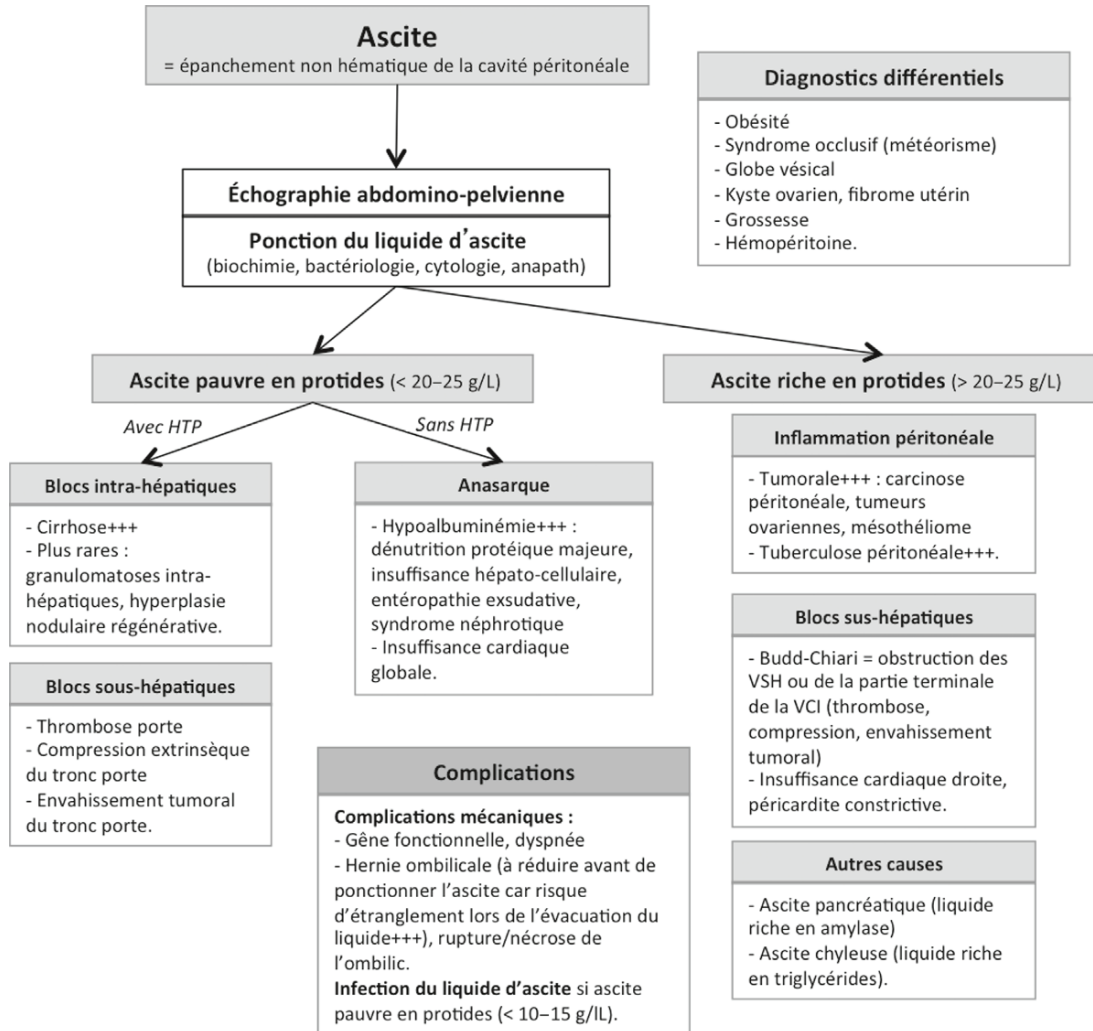 Ascite
= épanchement non hématique de la cavité péritonéale
Diagnostics différentiels
- Obésité
- Syndrome occlusif (météorisme)
- Globe vésical
- Kyste ovarien, fibrome utérin
- Grossesse
- Hémopéritoine.
Échographie abdomino-pelvienne
Ponction du liquide d'ascite
(biochimie, bactériologie, cytologie, anapath)
Ascite pauvre en protides (< 20–25 g/L)
Ascite riche en protides (> 20–25 g/L)
Avec HTP
Sans HTP
Blocs intra-hépatiques
- Cirrhose+++
- Plus rares :
granulomatoses intra-
hépatiques, hyperplasie
nodulaire régénérative.
Blocs sous-hépatiques
- Thrombose porte
- Compression extrinsèque
du tronc porte
- Envahissement tumoral
du tronc porte.
Anasarque
- Hypoalbuminémie+++ :
dénutrition protéique majeure,
insuffisance hépato-cellulaire,
entéropathie exsudative,
syndrome néphrotique
- Insuffisance cardiaque
globale.
Inflammation péritonéale
- Tumorale+++ : carcinose
péritonéale, tumeurs
ovariennes, mésothéliome
- Tuberculose péritonéale+++.
Blocs sus-hépatiques
- Budd-Chiari = obstruction des
VSH ou de la partie terminale
de la VCI (thrombose,
compression, envahissement
tumoral)
- Insuffisance cardiaque droite,
péricardite constrictive.
Autres causes
- Ascite pancréatique (liquide
riche en amylase)
- Ascite chyleuse (liquide riche
en triglycérides).
Complications
Complications mécaniques :
- Gêne fonctionnelle, dyspnée
- Hernie ombilicale (à réduire avant de
ponctionner l'ascite car risque
d'étranglement lors de l'évacuation du
liquide+++), rupture/nécrose de
l'ombilic.
Infection du liquide d'ascite si ascite
pauvre en protides (< 10–15 g/lL).